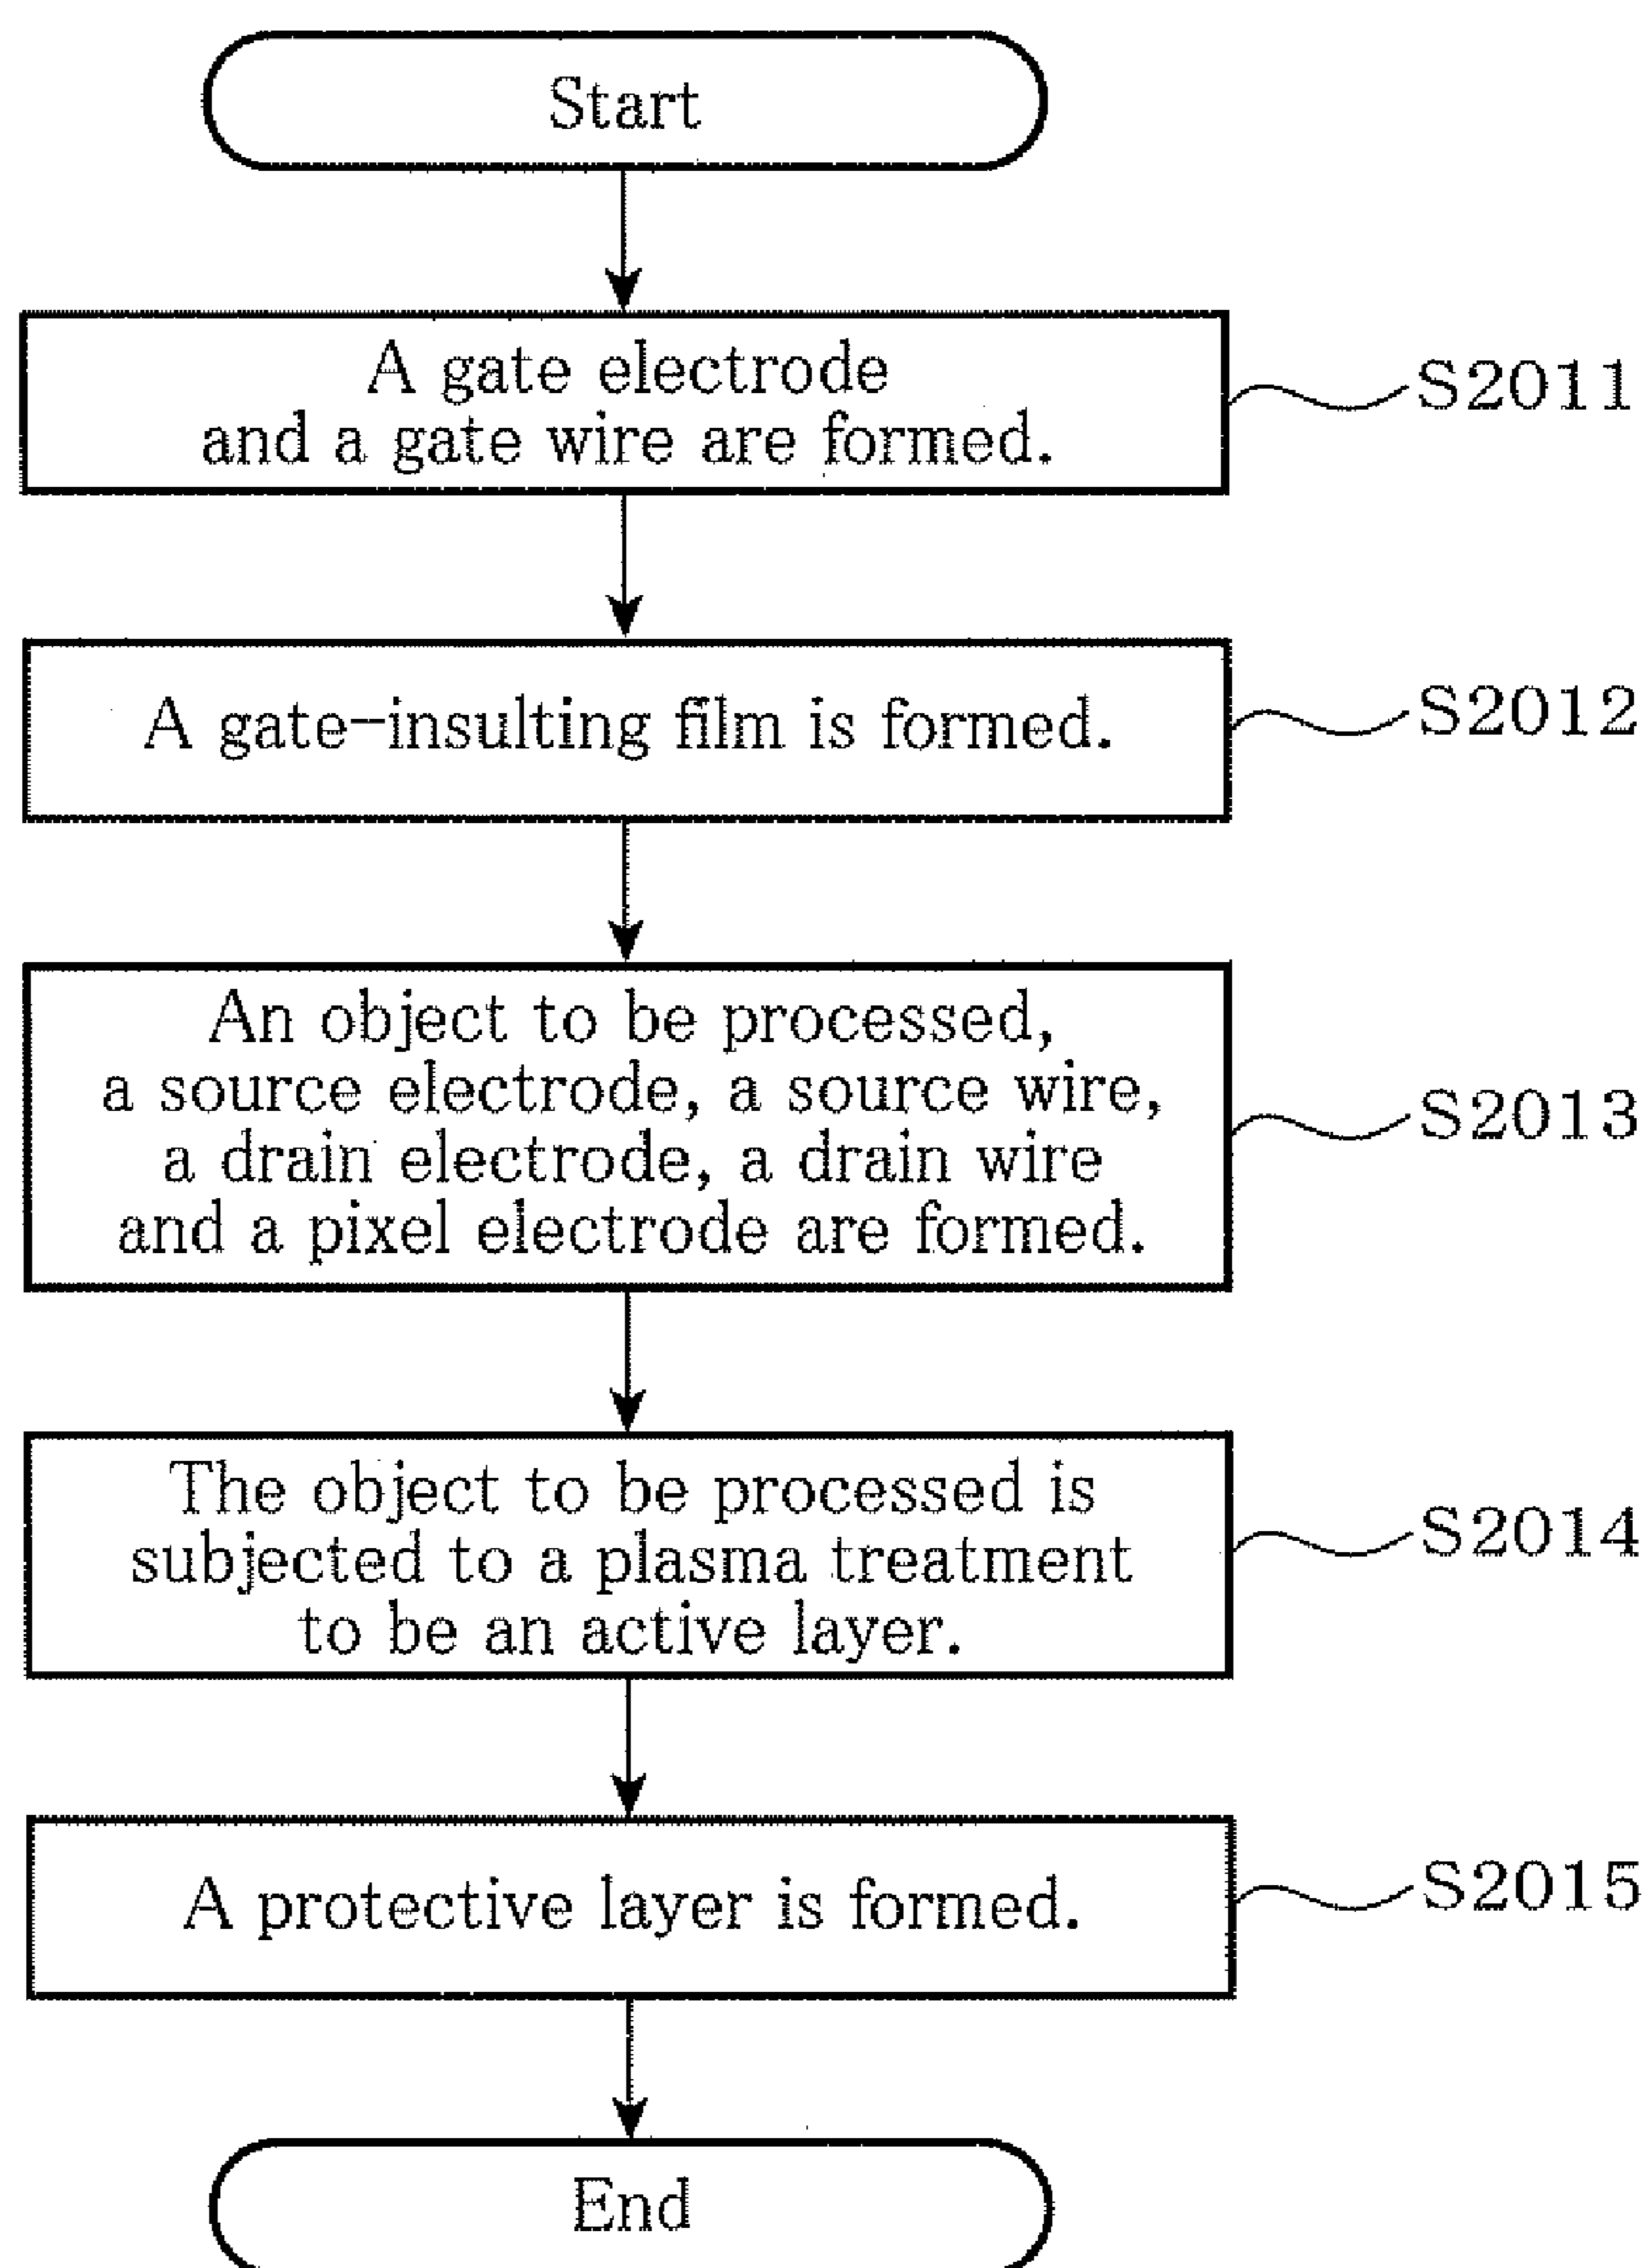 Start
A gate electrode
and a gate wire are formed.
S2011
A gate-insulting film is formed.
S2012
An object to be processed,
a source electrode, a source wire,
a drain electrode, a drain wire
and a pixel electrode are formed.
S2013
The object to be processed is
subjected to a plasma treatment
to be an active layer.
S2014
A protective layer is formed.
S2015
End